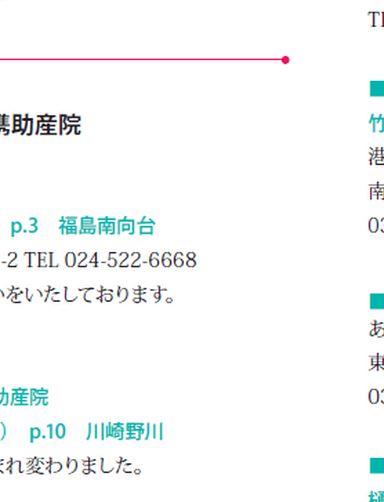 携助産院
p.3 福島南向台
-2 TEL 024-522-6668
いをいたしております。
助産院
） p.10 川崎野川
まれ変わりました。
TE
■
竹
港
南
03
■
あ
東
03
■
樋